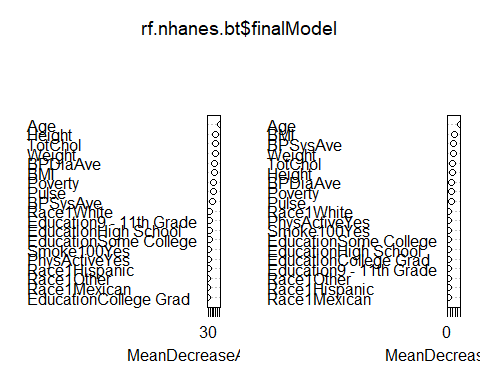 rf.nhanes.bt$finalModel
Age
Height
TotChol
Weight
BPDiaAve
BMI
Poverty
Pulse
BPSysAve
Race1White
Education9 - 11th Grade
EducationHigh School
EducationSome College
Smoke100Yes
PhysActiveYes
Race1Hispanic
Race1Other
Race1Mexican
EducationCollege Grad
30
MeanDecreaseA
Age
BMI
BPSysAve
Weight
TotChol
Height
BPDiaAve
Poverty
Pulse
Race1White
PhysActiveYes
Smoke100Yes
EducationSome College
EducationHigh School
EducationCollege Grad
Education9 - 11th Grade
Race1Other
Race1Hispanic
Race1Mexican
0
MeanDecreas